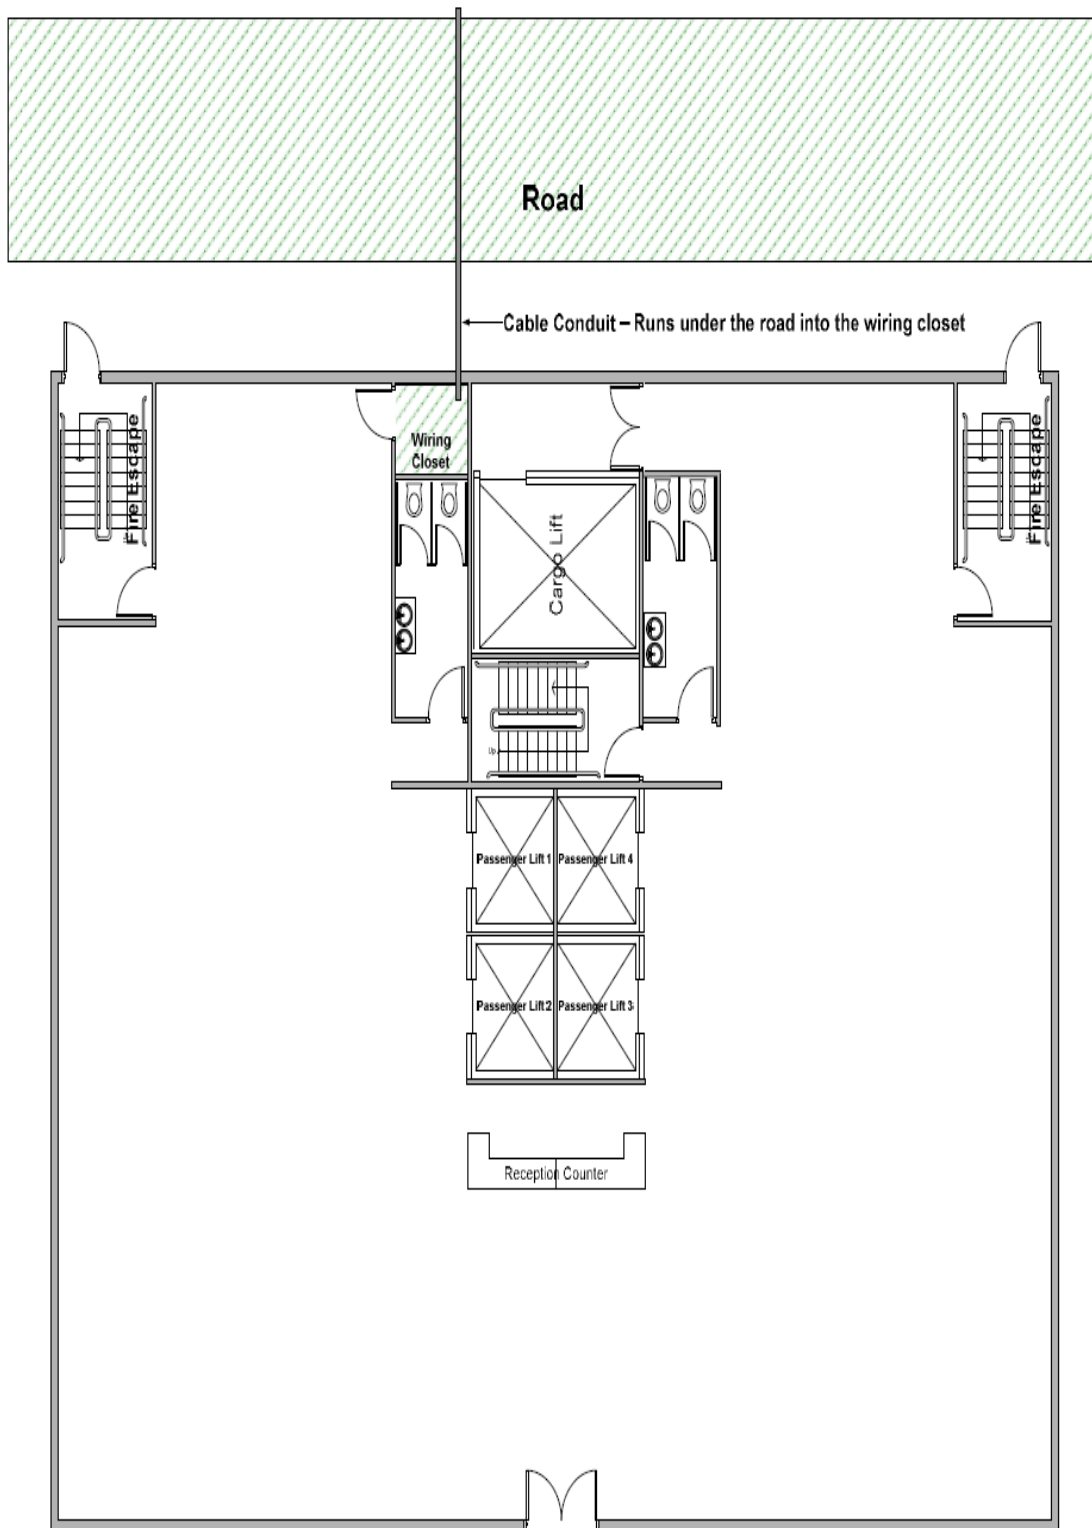 Road
Cable Conduit – Runs under the road into the wiring closet
Fire Escape
Wiring
Closet
Fire Escape
Cargo Lift
Up
Passenger Lift 1
Passenger Lift 4
Passenger Lift 2
Passenger Lift 3
Reception Counter